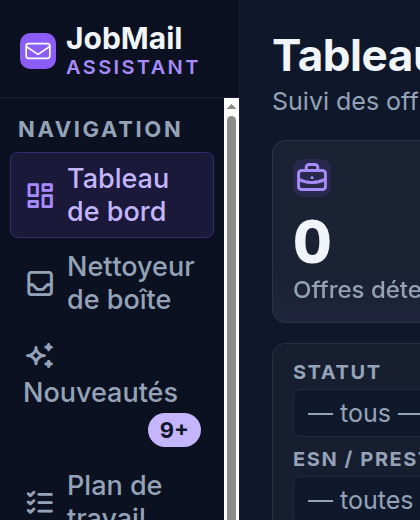 JobMail
ASSISTANT
NAVIGATION
Tableau
de bord
Nettoyeur
de boîte
Nouveautés
9+
Plan de
travail
Tableau
Suivi des off
0
Offres déte
STATUT
— tous —
ESN / PREST
— toutes